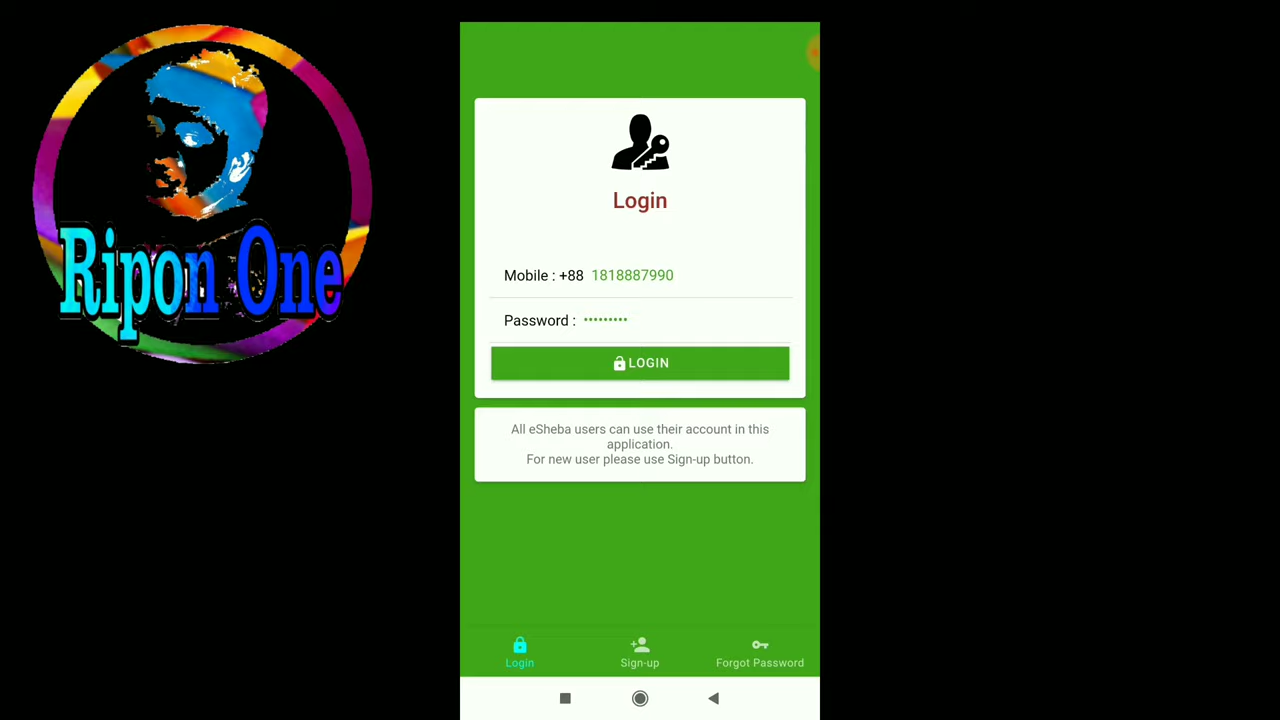 Ripon One
Login
Mobile : +88 1818887990
Password : •••••••••
LOGIN
All eSheba users can use their account in this
application.
For new user please use Sign-up button.
Login
Sign-up
Forgot Password